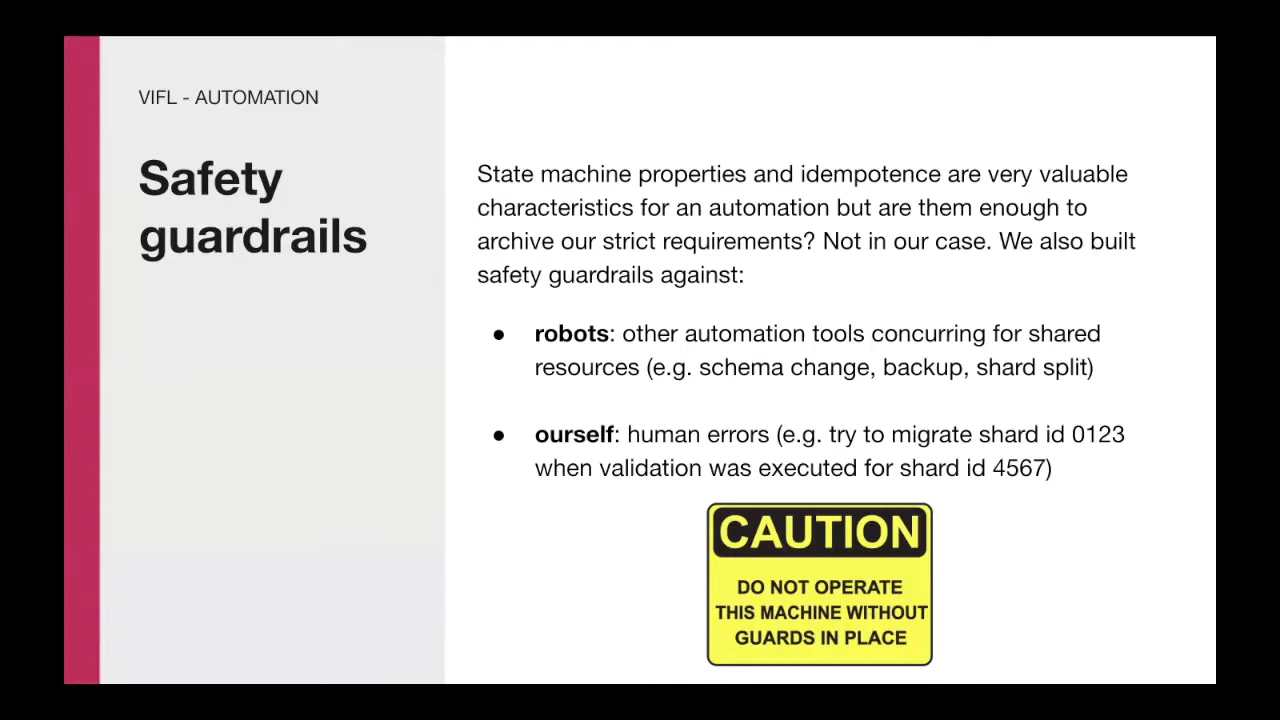 VIFL - AUTOMATION
Safety
guardrails
State machine properties and idempotence are very valuable
characteristics for an automation but are them enough to
archive our strict requirements? Not in our case. We also built
safety guardrails against:
● robots: other automation tools concurring for shared
resources (e.g. schema change, backup, shard split)
● ourself: human errors (e.g. try to migrate shard id 0123
when validation was executed for shard id 4567)
CAUTION
DO NOT OPERATE
THIS MACHINE WITHOUT
GUARDS IN PLACE